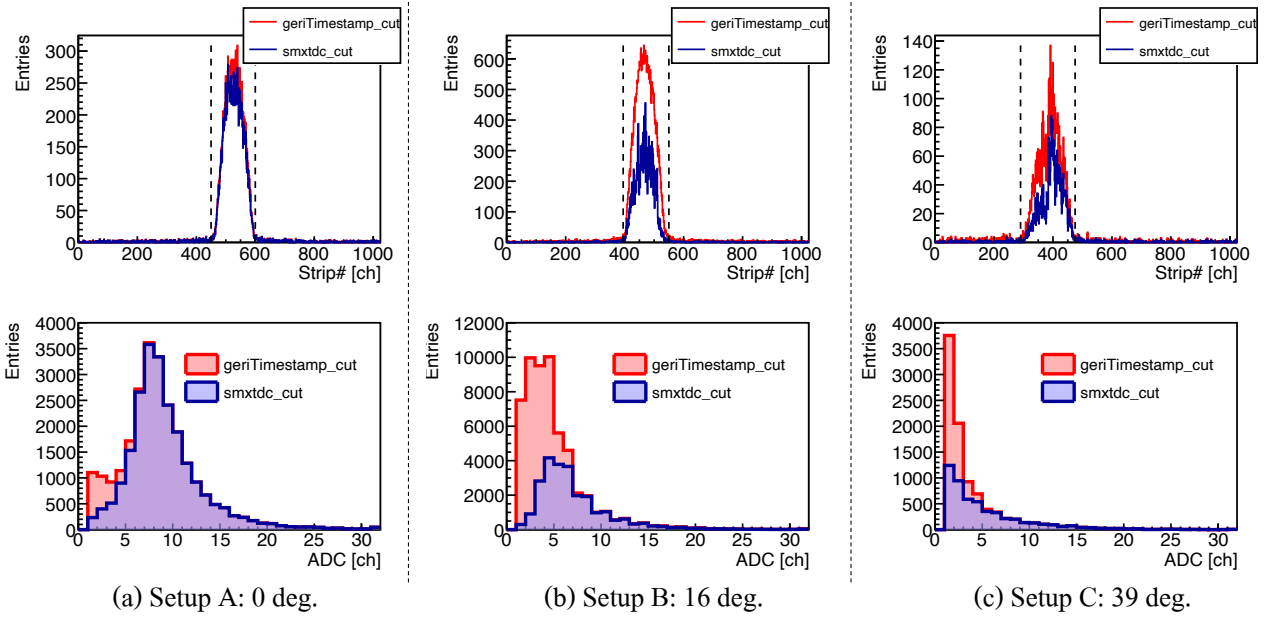 geriTimestamp_cut
smxtdc_cut
Entries
300
250
200
150
100
50
0
0 200 400 600 800 1000
Strip# [ch]
geriTimestamp_cut
smxtdc_cut
Entries
600
500
400
300
200
100
0
0 200 400 600 800 1000
Strip# [ch]
geriTimestamp_cut
smxtdc_cut
Entries
140
120
100
80
60
40
20
0
0 200 400 600 800 1000
Strip# [ch]
Entries
4000
3500
3000
2500
2000
1500
1000
500
0
geriTimestamp_cut
smxtdc_cut
0 5 10 15 20 25 30
ADC [ch]
(a) Setup A: 0 deg.
Entries
12000
10000
8000
6000
4000
2000
0
geriTimestamp_cut
smxtdc_cut
0 5 10 15 20 25 30
ADC [ch]
(b) Setup B: 16 deg.
Entries
4000
3500
3000
2500
2000
1500
1000
500
0
geriTimestamp_cut
smxtdc_cut
0 5 10 15 20 25 30
ADC [ch]
(c) Setup C: 39 deg.